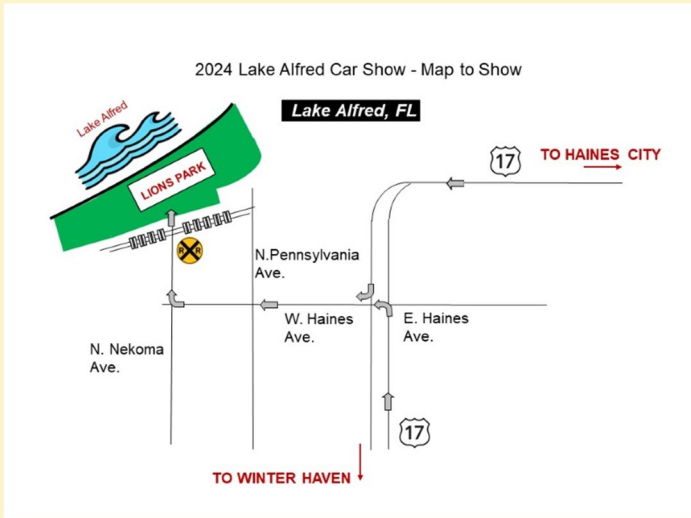 2024 Lake Alfred Car Show - Map to Show
Lake Alfred, FL
Lake Alfred
LIONS PARK
17
TO HAINES CITY
R R
N.Pennsylvania
Ave.
W. Haines
Ave.
E. Haines
Ave.
N. Nekoma
Ave.
17
TO WINTER HAVEN